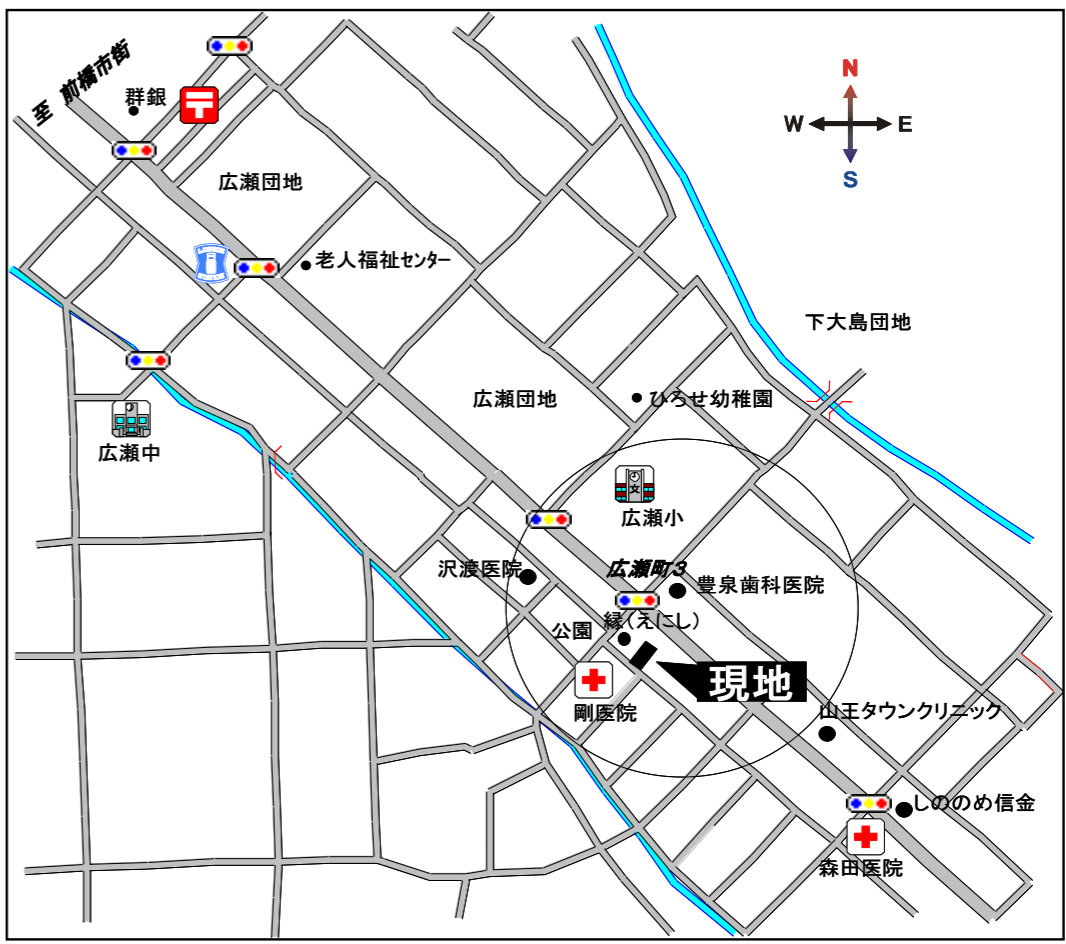 至 前橋市街
群銀
N
W
E
S
広瀬団地
老人福祉センター
下大島団地
広瀬団地
ひろせ幼稚園
広瀬中
文
広瀬小
沢渡医院
広瀬町3
豊泉歯科医院
縁(えにし)
公園
現地
剛医院
山王タウンクリニック
しののめ信金
森田医院